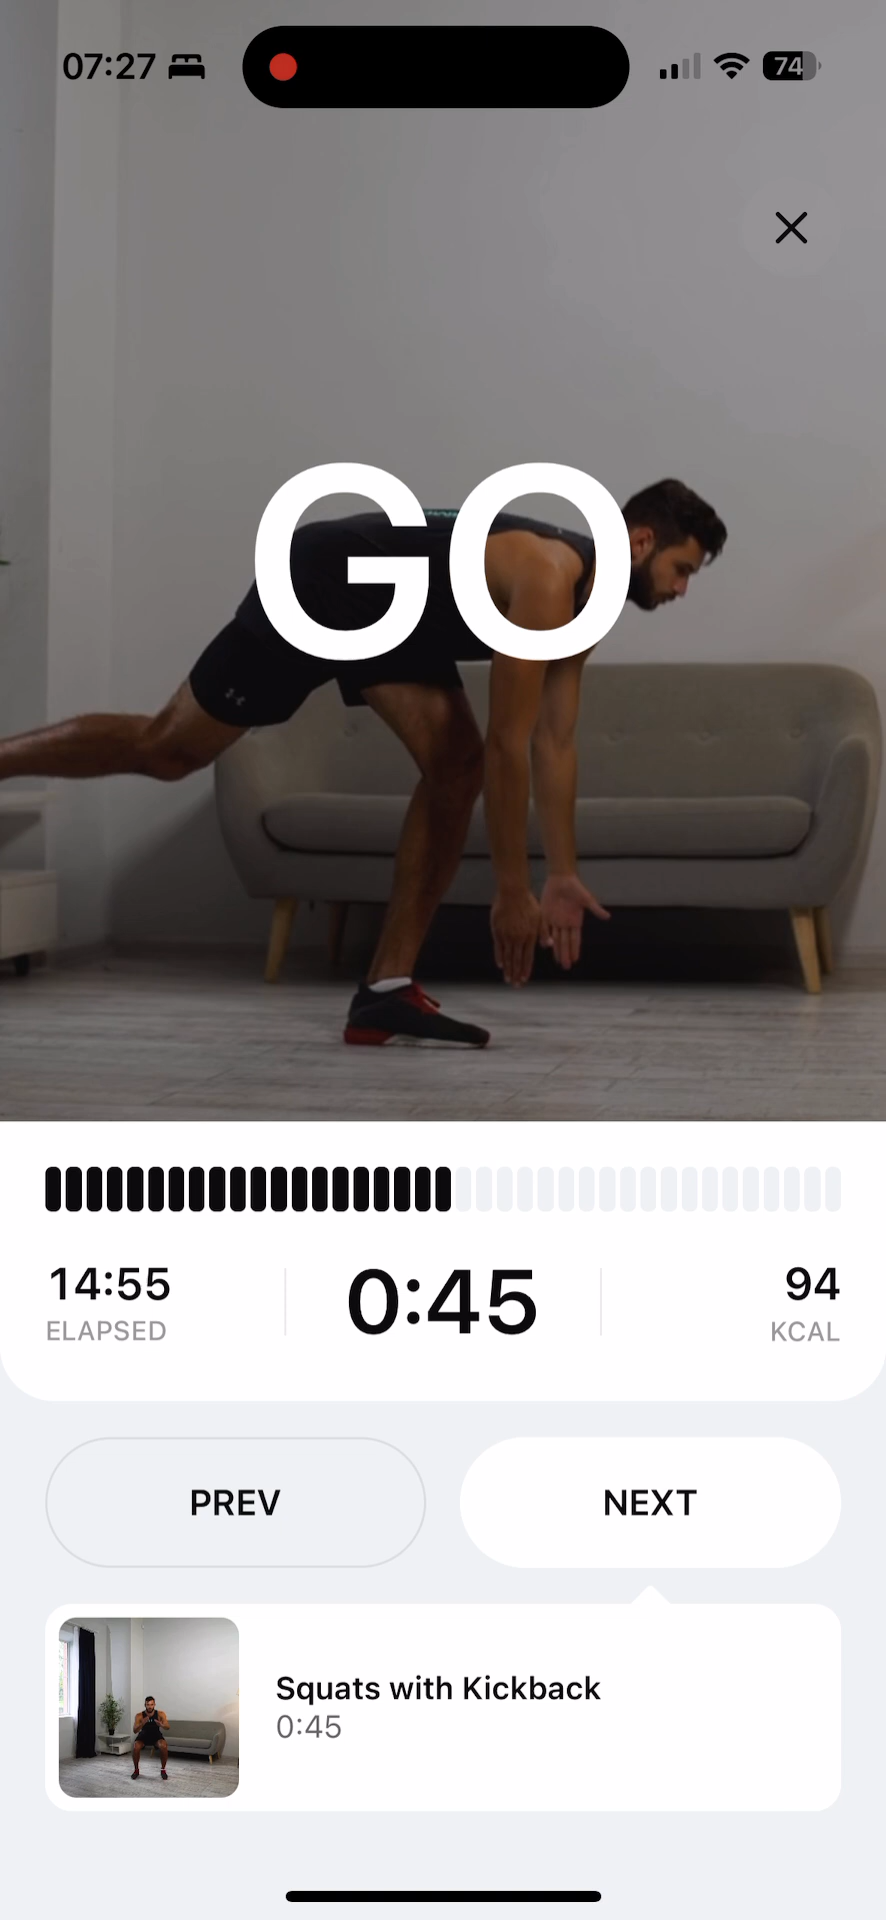 07:27
74
GO
14:55
ELAPSED
0:45
94
KCAL
PREV
NEXT
Squats with Kickback
0:45